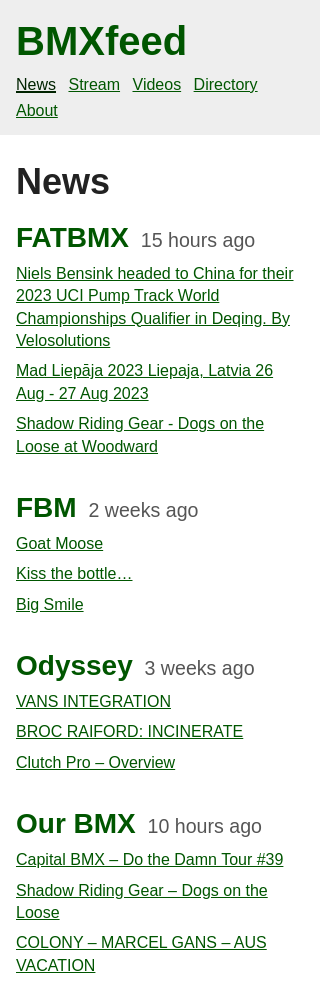 BMXfeed
News Stream Videos Directory
About
News
FATBMX 15 hours ago
Niels Bensink headed to China for their
2023 UCI Pump Track World
Championships Qualifier in Deqing. By
Velosolutions
Mad Liepāja 2023 Liepaja, Latvia 26
Aug - 27 Aug 2023
Shadow Riding Gear - Dogs on the
Loose at Woodward
FBM 2 weeks ago
Goat Moose
Kiss the bottle…
Big Smile
Odyssey 3 weeks ago
VANS INTEGRATION
BROC RAIFORD: INCINERATE
Clutch Pro – Overview
Our BMX 10 hours ago
Capital BMX – Do the Damn Tour #39
Shadow Riding Gear – Dogs on the
Loose
COLONY – MARCEL GANS – AUS
VACATION